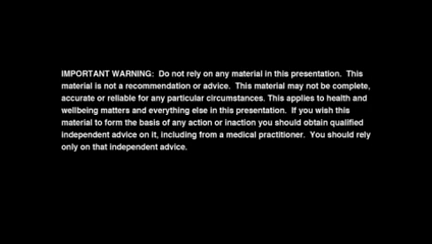 IMPORTANT WARNING:  Do not rely on any material in this presentation.  This
material is not a recommendation or advice.  This material may not be complete,
accurate or reliable for any particular circumstances. This applies to health and
wellbeing matters and everything else in this presentation.  If you wish this
material to form the basis of any action or inaction you should obtain qualified
independent advice on it, including from a medical practitioner.  You should rely
only on that independent advice.